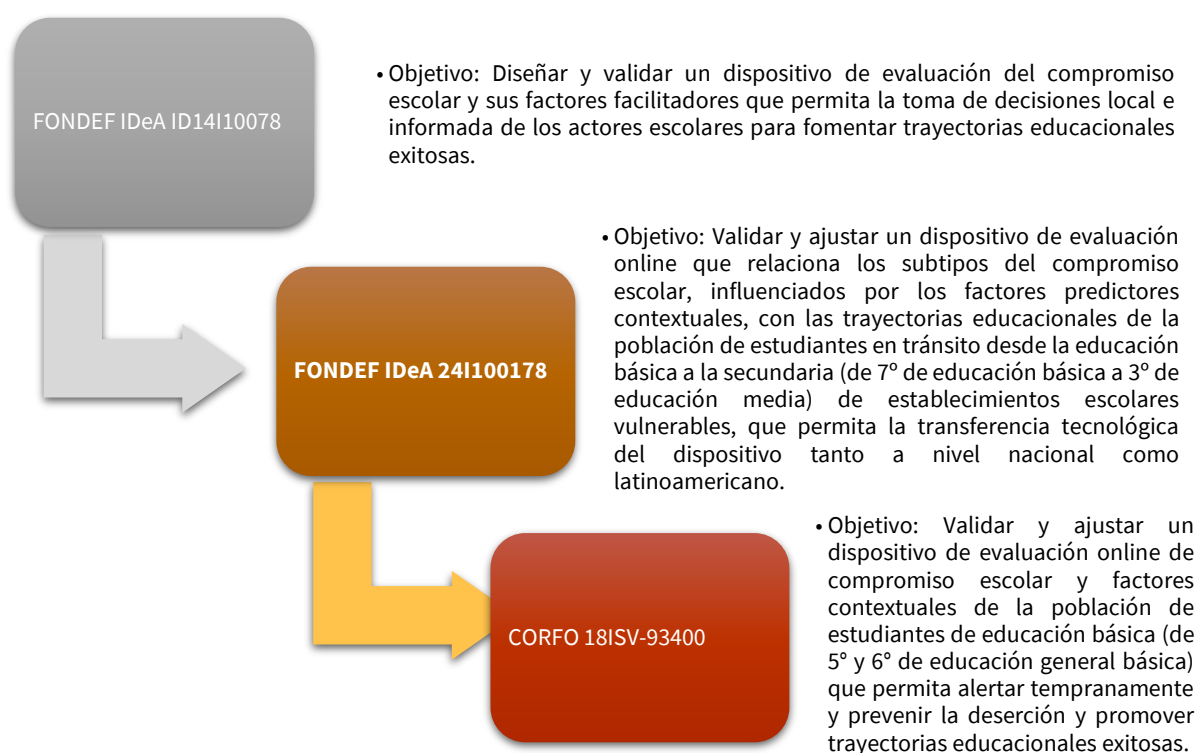 FONDEF IDeA ID14I10078
• Objetivo: Diseñar y validar un dispositivo de evaluación del compromiso
escolar y sus factores facilitadores que permita la toma de decisiones local e
informada de los actores escolares para fomentar trayectorias educacionales
exitosas.
FONDEF IDeA 24I100178
• Objetivo: Validar y ajustar un dispositivo de evaluación
online que relaciona los subtipos del compromiso
escolar, influenciados por los factores predictores
contextuales, con las trayectorias educacionales de la
población de estudiantes en tránsito desde la educación
básica a la secundaria (de 7º de educación básica a 3º de
educación media) de establecimientos escolares
vulnerables, que permita la transferencia tecnológica
del dispositivo tanto a nivel nacional como
latinoamericano.
CORFO 18ISV-93400
• Objetivo: Validar y ajustar un
dispositivo de evaluación online de
compromiso escolar y factores
contextuales de la población de
estudiantes de educación básica (de
5° y 6° de educación general básica)
que permita alertar tempranamente
y prevenir la deserción y promover
trayectorias educacionales exitosas.